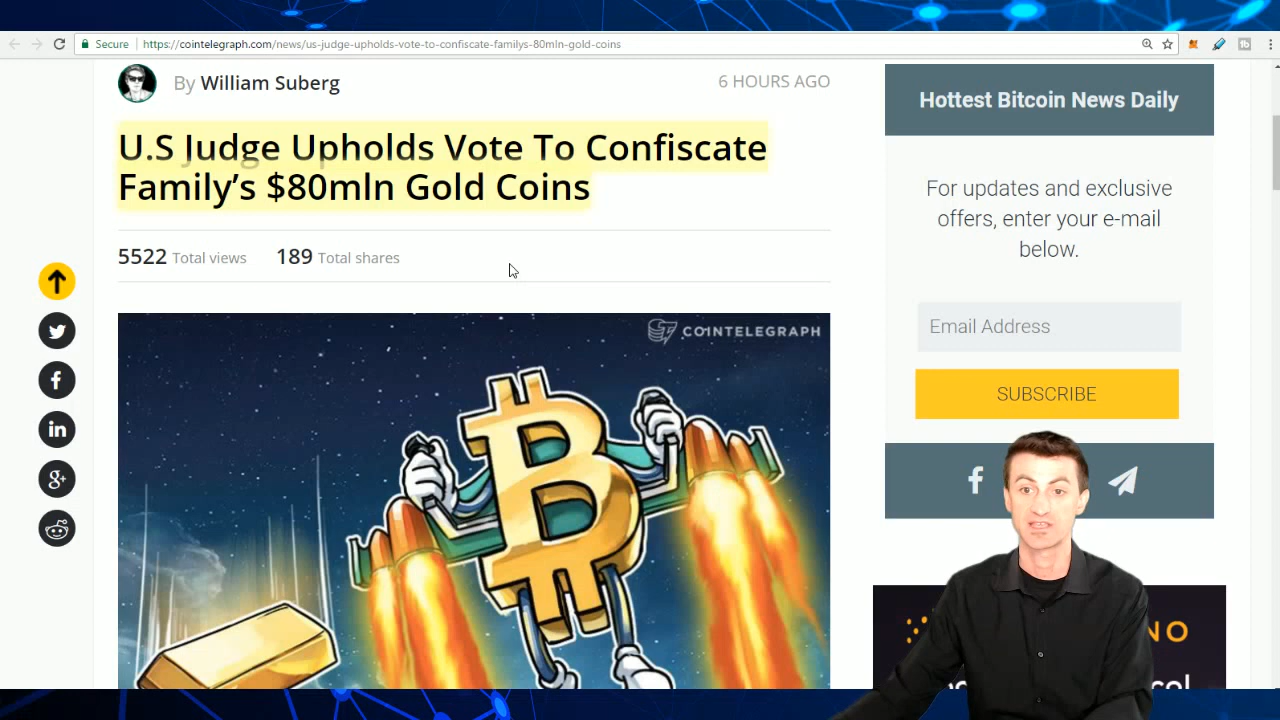 Secure
https://cointelegraph.com/news/us-judge-upholds-vote-to-confiscate-familys-80mln-gold-coins
By William Suberg
6 HOURS AGO
U.S Judge Upholds Vote To Confiscate
Family’s $80mln Gold Coins
5522 Total views
189 Total shares
COINTELEGRAPH
Hottest Bitcoin News Daily
For updates and exclusive
offers, enter your e-mail
below.
Email Address
SUBSCRIBE